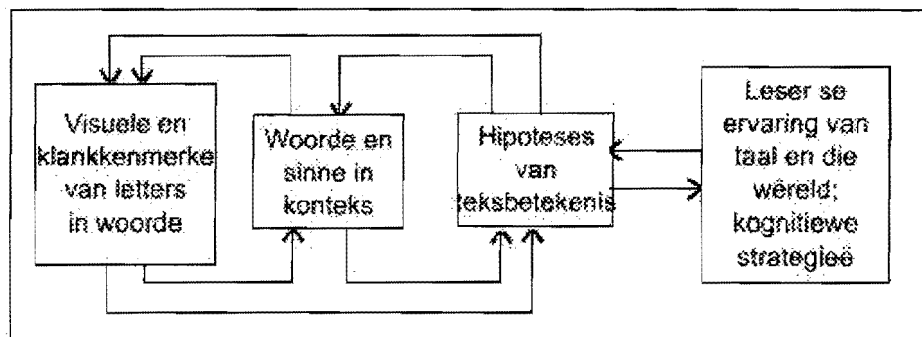 Visuele en
klankkenmerke
van letters
in woorde
Woorde en
sinne in
konteks
Hipoteses
van
teksbetekenis
Leser se
ervaring van
taal en die
wêreld;
kognitiewe
strategieë